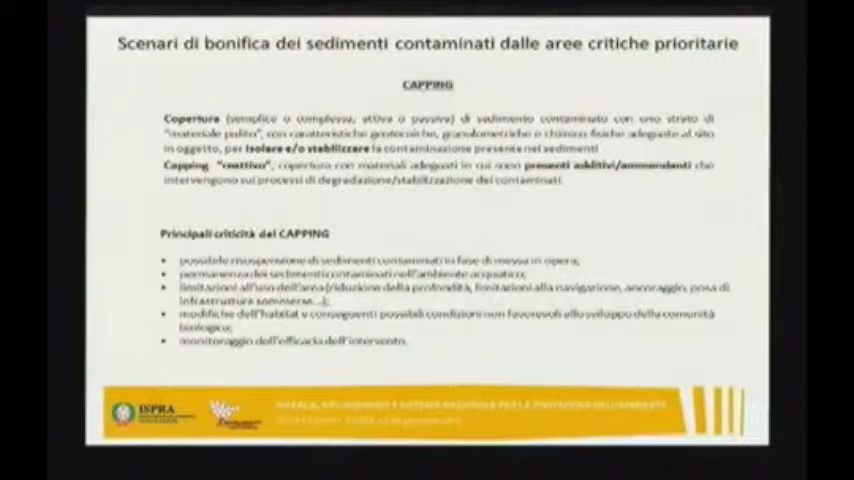 Scenari di bonifica dei sedimenti contaminati dalle aree critiche prioritarie
CAPPING
Copertura (semplice o complessa, attiva o passiva) di sedimento contaminato con uno strato di
"materiale pulito", con caratteristiche geotecniche, granulometriche e chimico fisiche adeguate al sito
in oggetto, per isolare e/o stabilizzare la contaminazione presente nei sedimenti
Capping "reattivo", copertura con materiali adeguati in cui sono presenti additivi/ammendanti che
intervengono sui processi di degradazione/stabilizzazione dei contaminati.
Principali criticità del CAPPING
• possibile risospensione di sedimenti contaminati in fase di messa in opera;
• permanenza dei sedimenti contaminati nell'ambiente acquatico;
• limitazioni all'uso dell'area (riduzione della profondità, limitazioni alla navigazione, ancoraggio, posa di
infrastrutture sommerse...);
• modifiche dell'habitat e conseguenti possibili condizioni non favorevoli allo sviluppo della comunità
biologica;
• monitoraggio dell'efficacia dell'intervento.
ISPRA